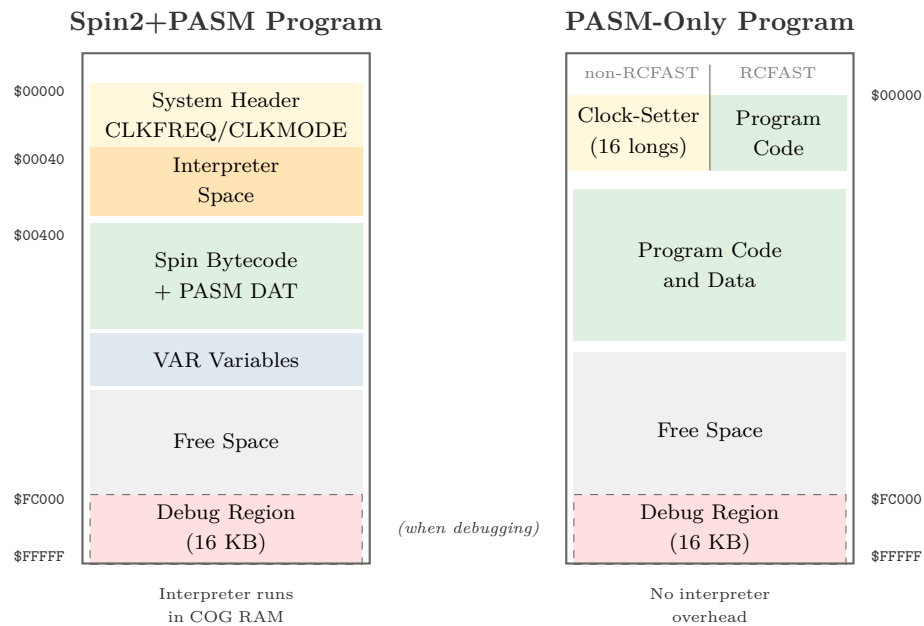 Spin2+PASM Program
$00000
System Header
CLKFREQ/CLKMODE
$00040
Interpreter
Space
$00400
Spin Bytecode
+ PASM DAT
VAR Variables
Free Space
$FC000
Debug Region
(16 KB)
$FFFFF
Interpreter runs
in COG RAM
(when debugging)
PASM-Only Program
non-RCFAST
RCFAST
$00000
Clock-Setter
(16 longs)
Program
Code
Program Code
and Data
Free Space
$FC000
Debug Region
(16 KB)
$FFFFF
No interpreter
overhead